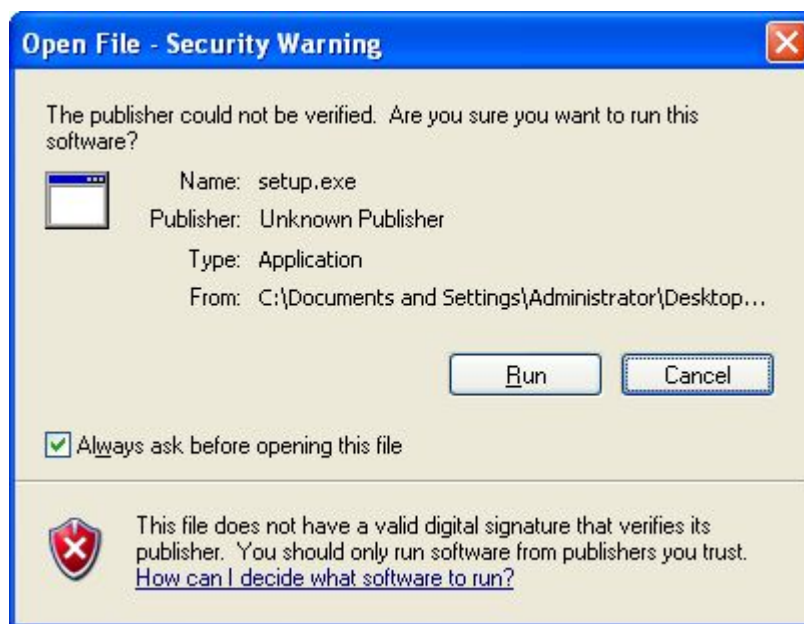 Open File - Security Warning
The publisher could not be verified.  Are you sure you want to run this
software?
Name: setup.exe
Publisher: Unknown Publisher
Type: Application
From: C:\Documents and Settings\Administrator\Desktop...
Run Cancel
Always ask before opening this file
This file does not have a valid digital signature that verifies its
publisher.  You should only run software from publishers you trust.
How can I decide what software to run?